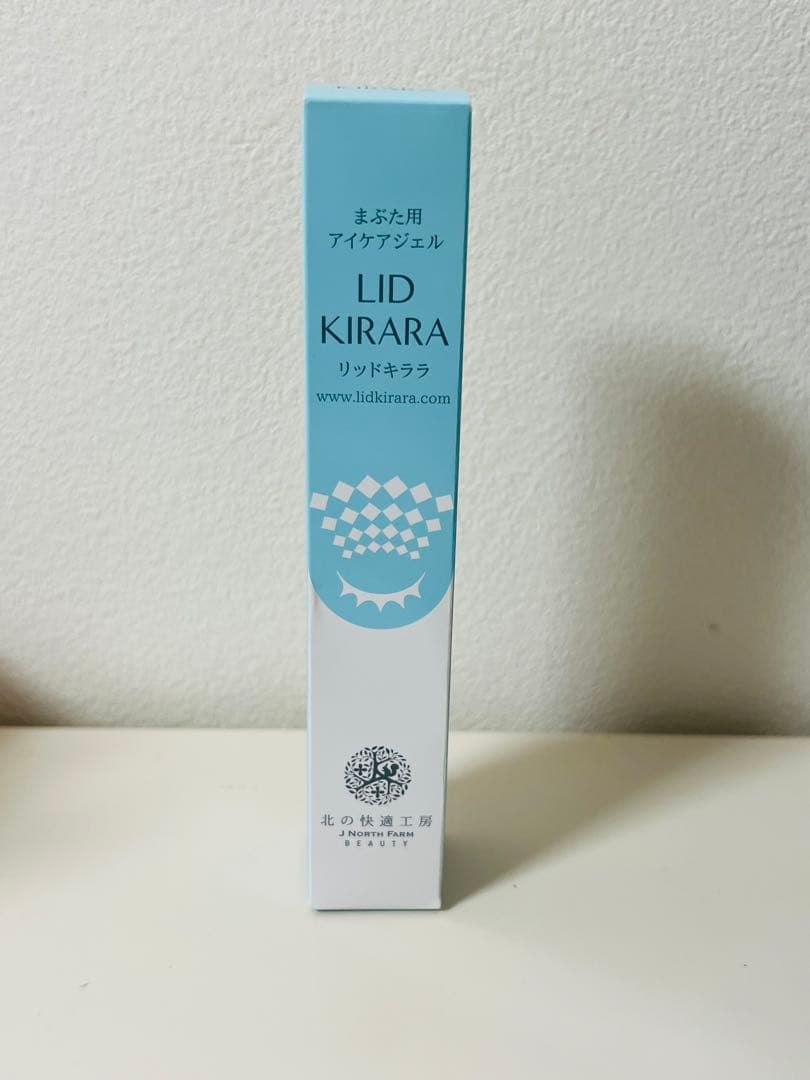 まぶた用
アイケアジェル
LID
KIRARA
リッドキララ
www.lidkirara.com
北の快適工房
J NORTH FARM
BEAUTY